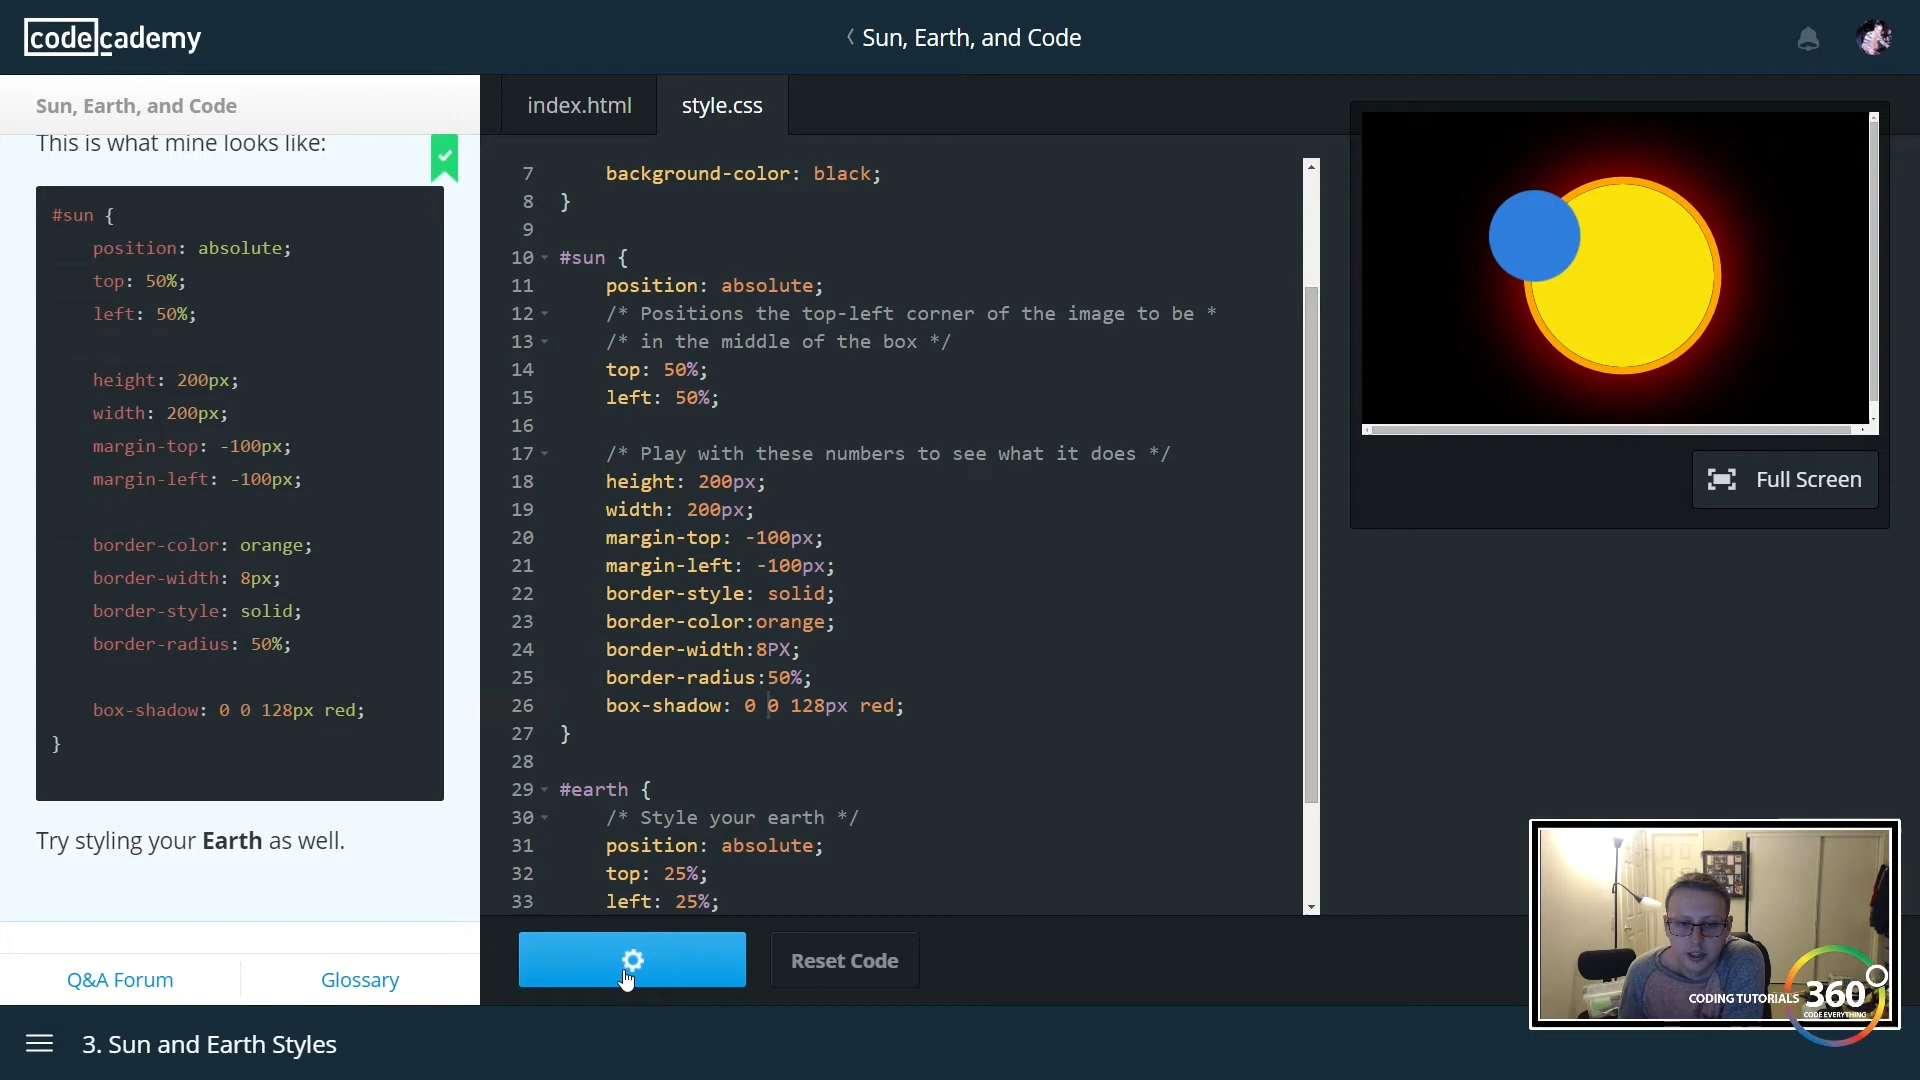 codecademy
Sun, Earth, and Code
Sun, Earth, and Code
This is what mine looks like:
#sun {
position: absolute;
top: 50%;
left: 50%;
height: 200px;
width: 200px;
margin-top: -100px;
margin-left: -100px;
border-color: orange;
border-width: 8px;
border-style: solid;
border-radius: 50%;
box-shadow: 0 0 128px red;
}
Try styling your Earth as well.
Q&A Forum
Glossary
index.html
style.css
7 background-color: black;
8 }
9
10 #sun {
11 position: absolute;
12 /* Positions the top-left corner of the image to be *
13 /* in the middle of the box */
14 top: 50%;
15 left: 50%;
16
17 /* Play with these numbers to see what it does */
18 height: 200px;
19 width: 200px;
20 margin-top: -100px;
21 margin-left: -100px;
22 border-style: solid;
23 border-color:orange;
24 border-width:8PX;
25 border-radius:50%;
26 box-shadow: 0 0 128px red;
27 }
28
29 #earth {
30 /* Style your earth */
31 position: absolute;
32 top: 25%;
33 left: 25%;
Reset Code
Full Screen
CODING TUTORIALS 360
CODE EVERYTHING
3. Sun and Earth Styles